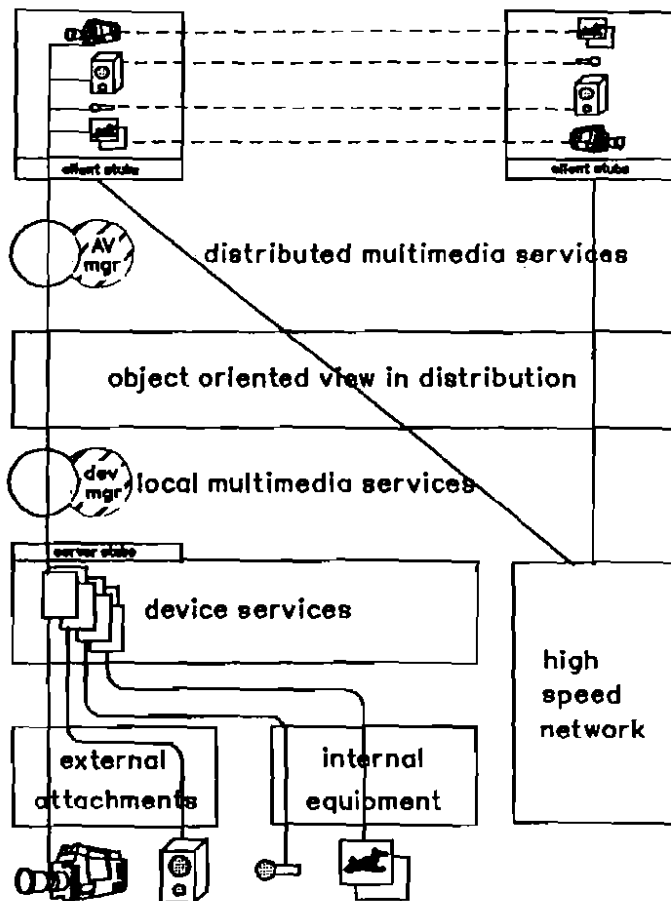 client stubs
client stubs
AV
mgr
distributed multimedia services
object oriented view in distribution
dev
mgr
local multimedia services
server stubs
device services
high
speed
network
external
attachments
internal
equipment